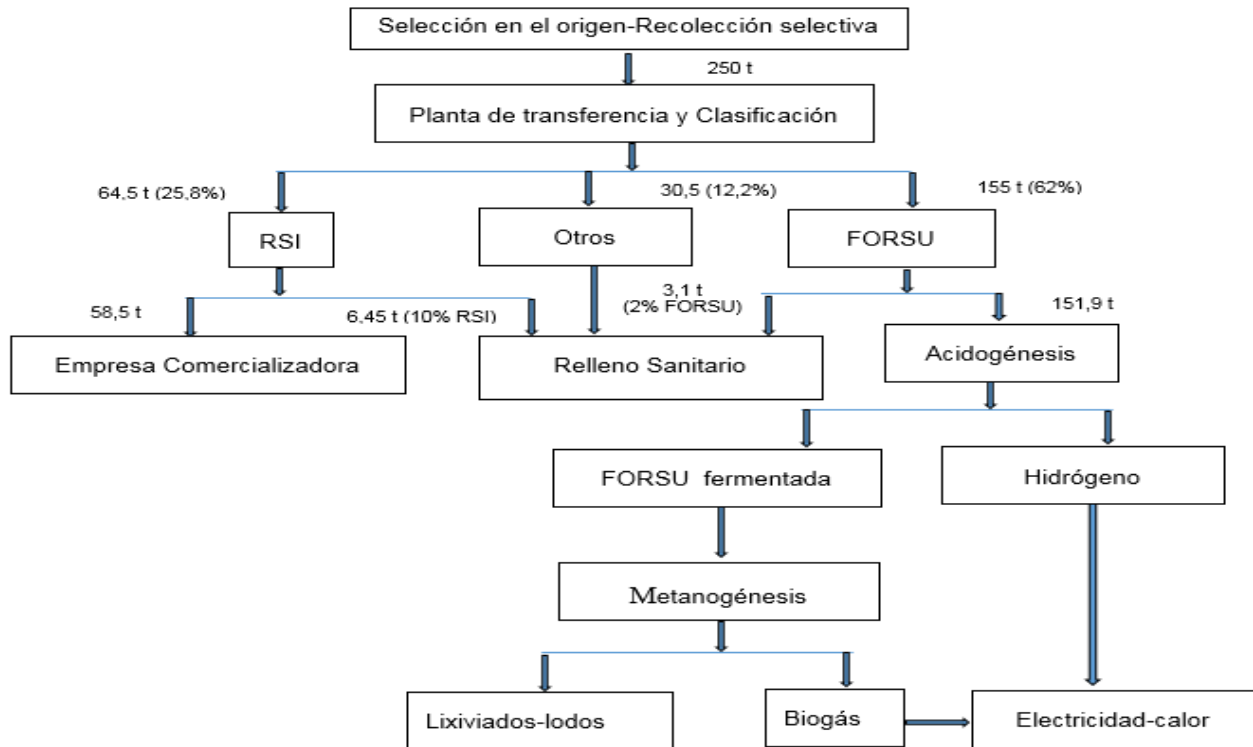 Selección en el origen-Recolección selectiva
250 t
Planta de transferencia y Clasificación
64,5 t (25,8%)
30,5 (12,2%)
155 t (62%)
RSI
Otros
FORSU
58,5 t
6,45 t (10% RSI)
3,1 t
(2% FORSU)
151,9 t
Empresa Comercializadora
Relleno Sanitario
Acidogénesis
FORSU fermentada
Hidrógeno
Metanogénesis
Lixiviados-lodos
Biogás
Electricidad-calor